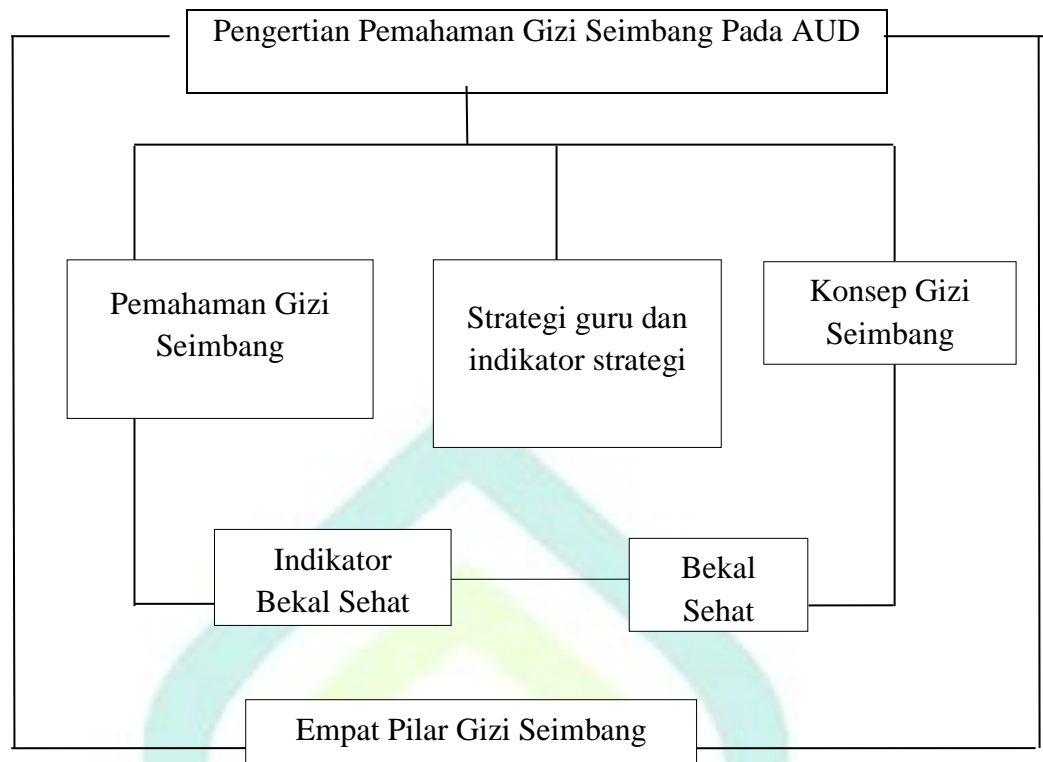 Pengertian Pemahaman Gizi Seimbang Pada AUD
Pemahaman Gizi
Seimbang
Strategi guru dan
indikator strategi
Konsep Gizi
Seimbang
Indikator
Bekal Sehat
Bekal
Sehat
Empat Pilar Gizi Seimbang